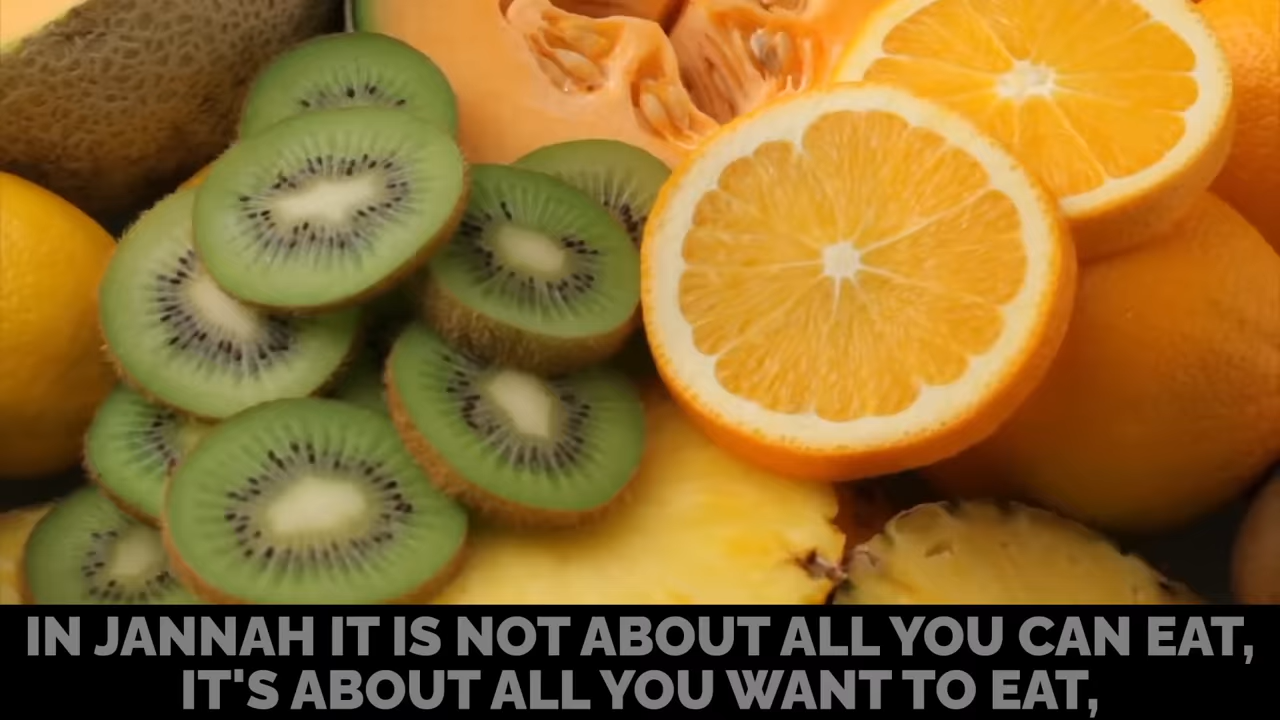 IN JANNAH IT IS NOT ABOUT ALL YOU CAN EAT,
IT'S ABOUT ALL YOU WANT TO EAT,